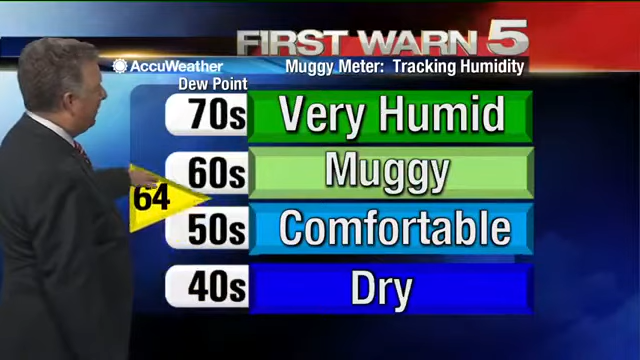 FIRST WARN 5
AccuWeather
Muggy Meter: Tracking Humidity
Dew Point
70s Very Humid
60s Muggy
64
50s Comfortable
40s Dry